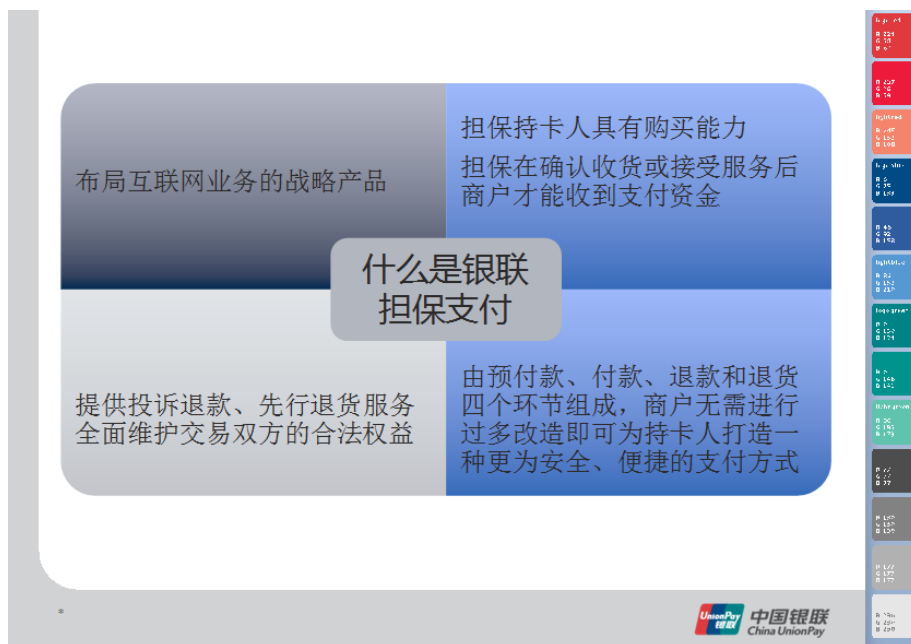 布局互联网业务的战略产品
担保持卡人具有购买能力
担保在确认收货或接受服务后
商户才能收到支付资金
什么是银联
担保支付
提供投诉退款、先行退货服务
全面维护交易双方的合法权益
由预付款、付款、退款和退货
四个环节组成，商户无需进行
过多改造即可为持卡人打造一
种更为安全、便捷的支付方式
*
UnionPay
银联
中国银联
China UnionPay